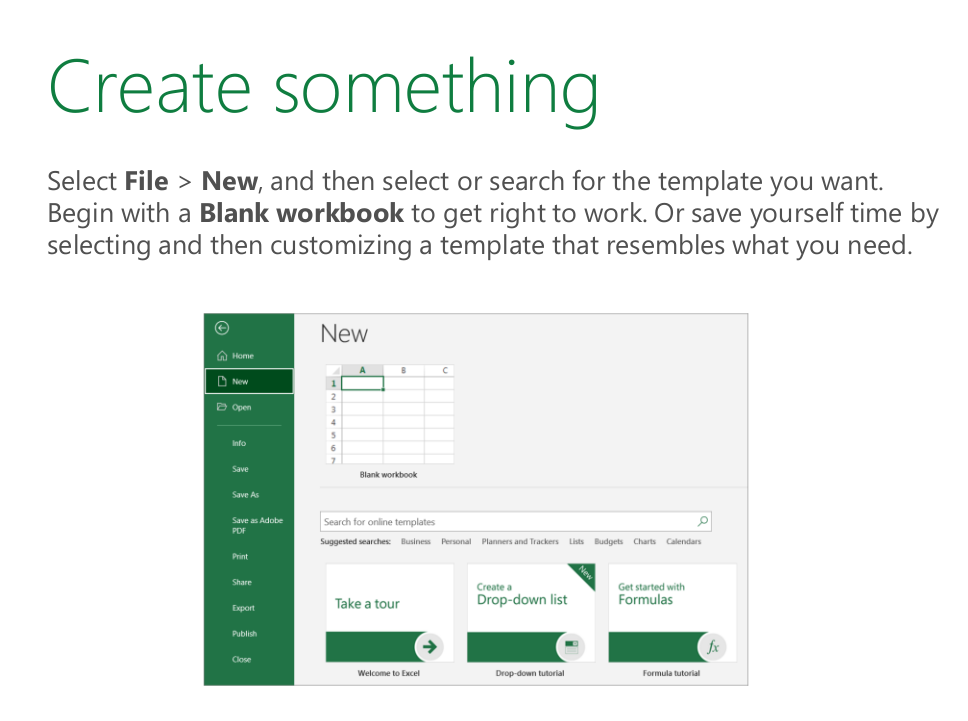 Create something
Select File > New, and then select or search for the template you want.
Begin with a Blank workbook to get right to work. Or save yourself time by
selecting and then customizing a template that resembles what you need.
Home
New
Open
Info
Save
Save As
Save as Adobe
PDF
Print
Share
Export
Publish
Close
New
A B C
1
2
3
4
5
6
7
Blank workbook
Search for online templates
Suggested searches: Business Personal Planners and Trackers Lists Budgets Charts Calendars
Take a tour
Welcome to Excel
New
Create a
Drop-down list
Drop-down tutorial
Get started with
Formulas
fx
Formula tutorial